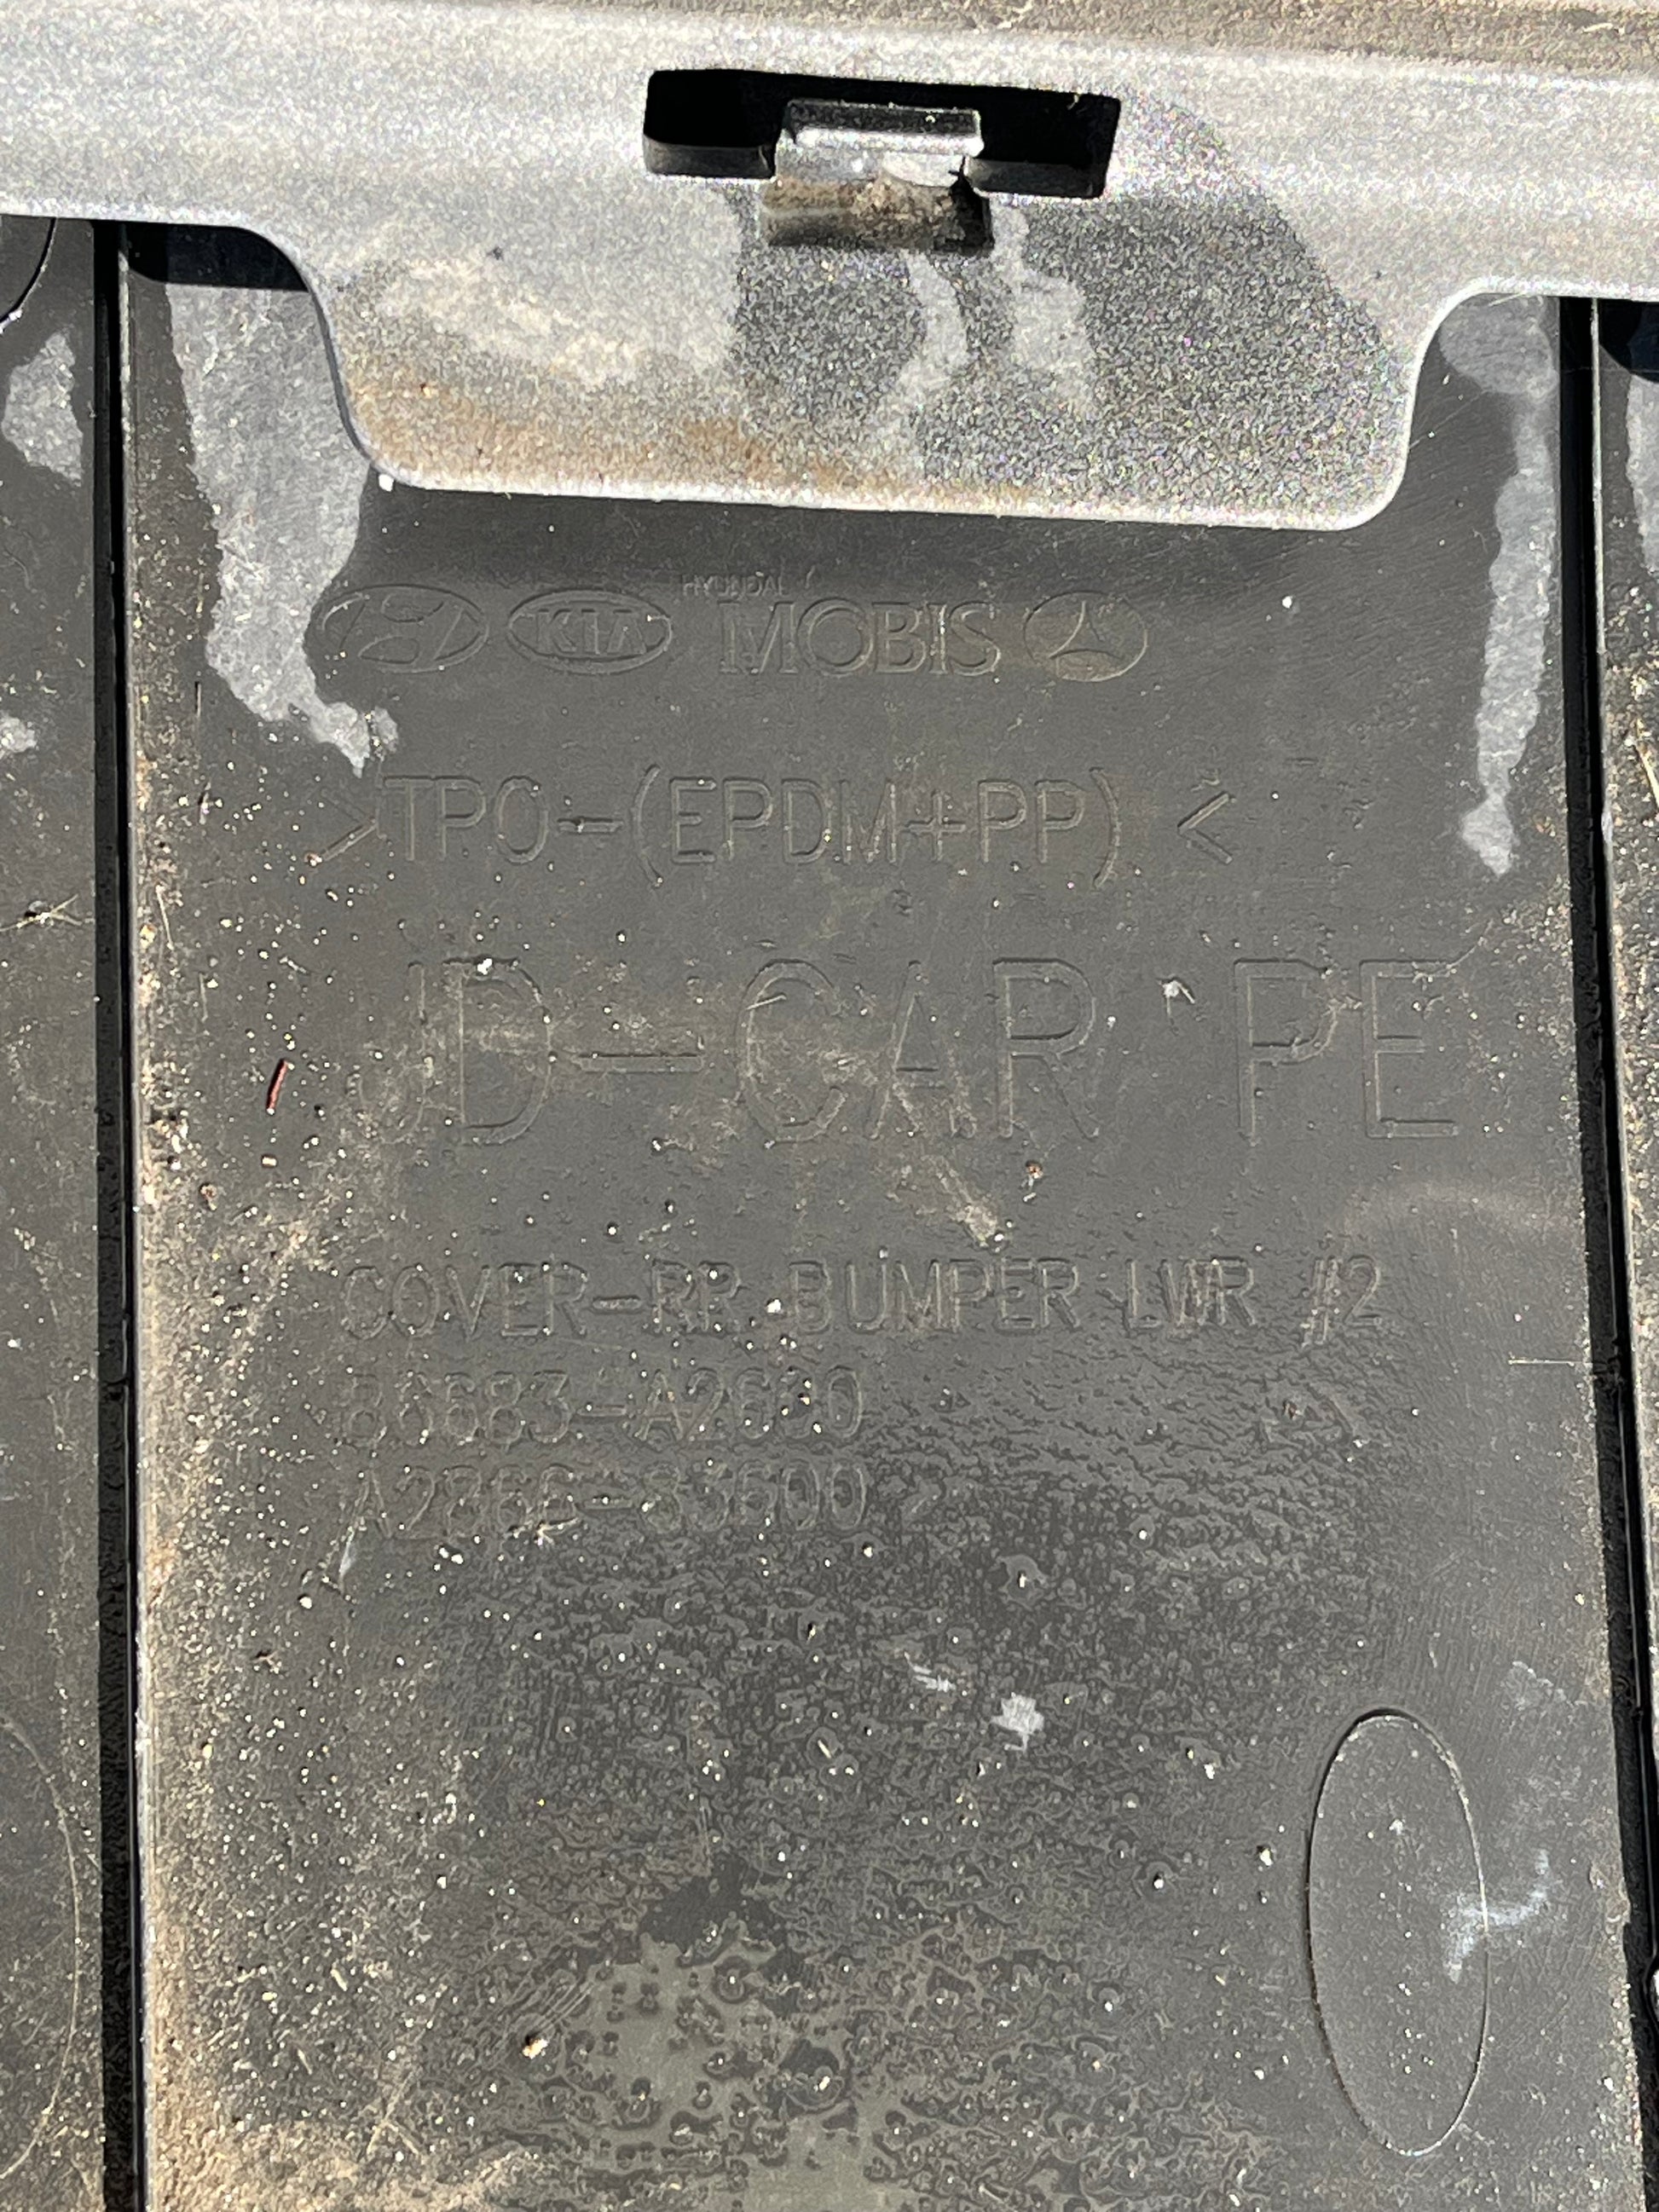 KIA HYUNDAI MOBIS
>TPO-(EPDM+PP)<
JD-CAR PE
COVER-RR BUMPER LWR #2
86683-A2600
A2866-83600